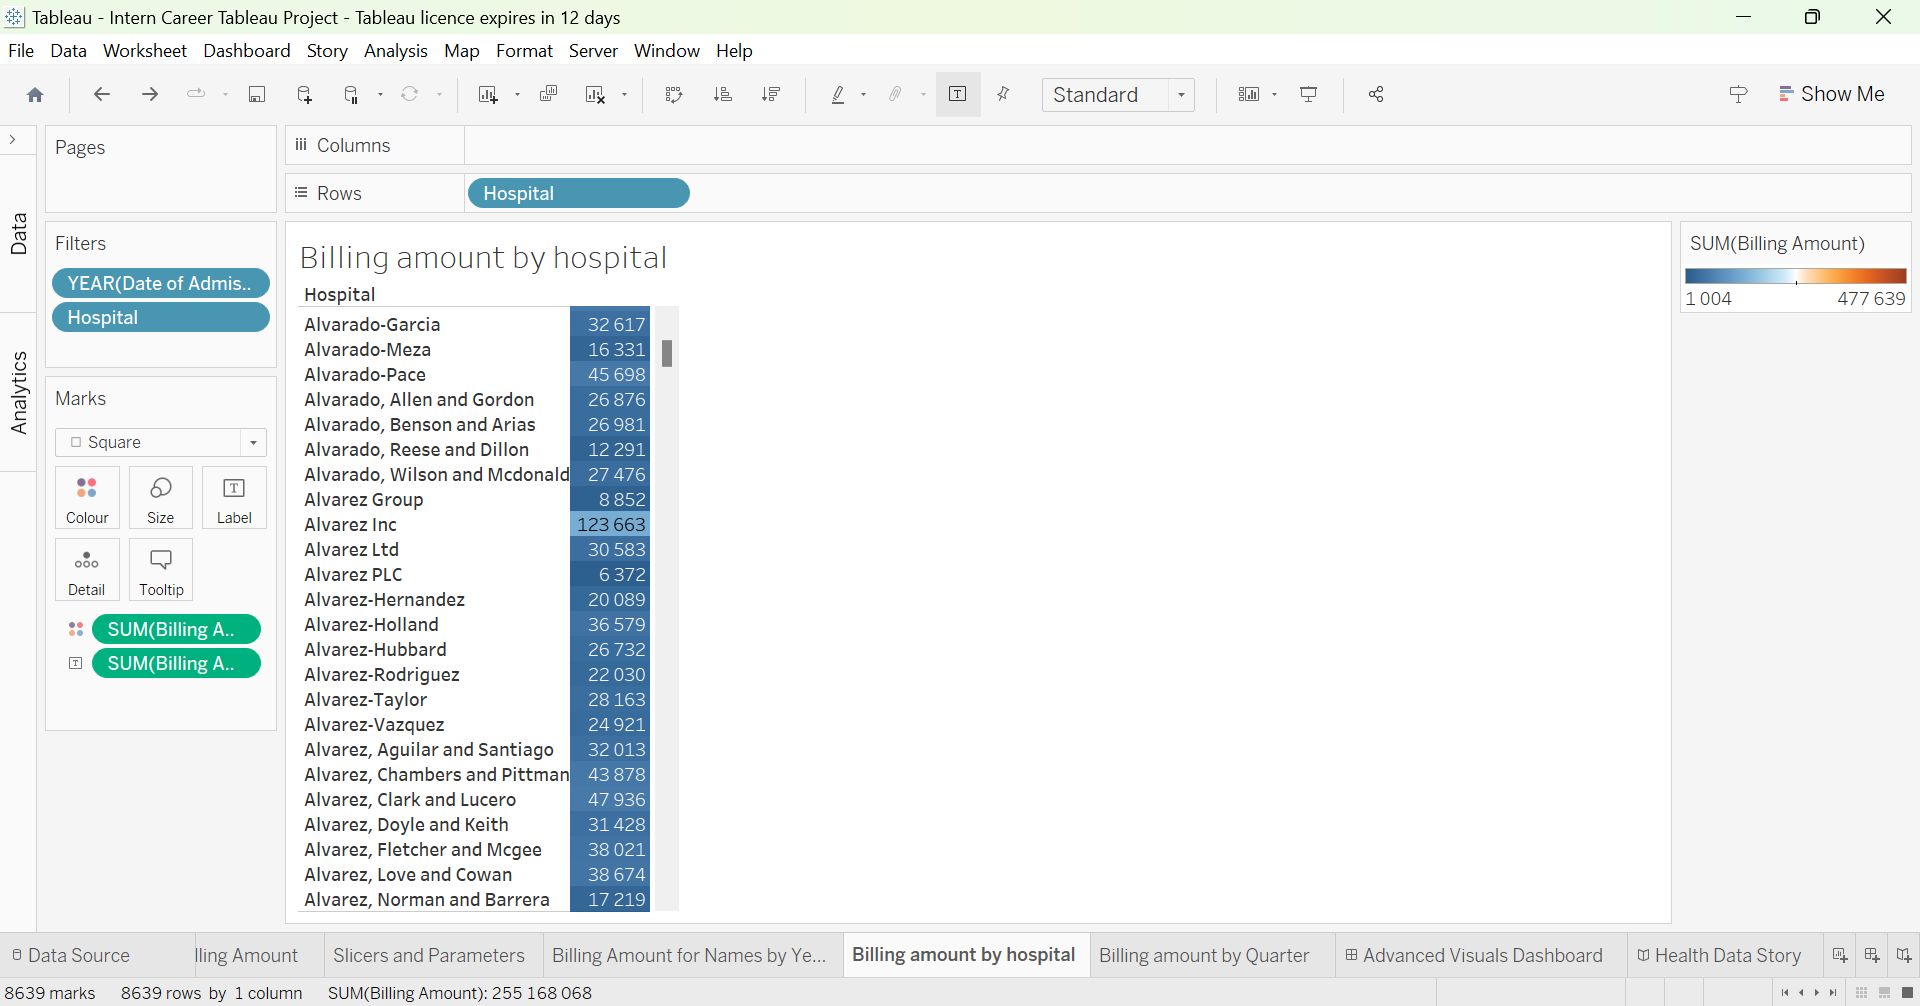 Tableau - Intern Career Tableau Project - Tableau licence expires in 12 days
File Data Worksheet Dashboard Story Analysis Map Format Server Window Help
Standard
Show Me
Pages
Columns
Rows
Hospital
Data
Analytics
Filters
YEAR(Date of Admis..
Hospital
Marks
Square
Colour
Size
Label
Detail
Tooltip
SUM(Billing A..
SUM(Billing A..
Billing amount by hospital
Hospital
Alvarado-Garcia 32 617
Alvarado-Meza 16 331
Alvarado-Pace 45 698
Alvarado, Allen and Gordon 26 876
Alvarado, Benson and Arias 26 981
Alvarado, Reese and Dillon 12 291
Alvarado, Wilson and Mcdonald 27 476
Alvarez Group 8 852
Alvarez Inc 123 663
Alvarez Ltd 30 583
Alvarez PLC 6 372
Alvarez-Hernandez 20 089
Alvarez-Holland 36 579
Alvarez-Hubbard 26 732
Alvarez-Rodriguez 22 030
Alvarez-Taylor 28 163
Alvarez-Vazquez 24 921
Alvarez, Aguilar and Santiago 32 013
Alvarez, Chambers and Pittman 43 878
Alvarez, Clark and Lucero 47 936
Alvarez, Doyle and Keith 31 428
Alvarez, Fletcher and Mcgee 38 021
Alvarez, Love and Cowan 38 674
Alvarez, Norman and Barrera 17 219
SUM(Billing Amount)
1 004 477 639
Data Source lling Amount Slicers and Parameters Billing Amount for Names by Ye... Billing amount by hospital Billing amount by Quarter Advanced Visuals Dashboard Health Data Story
8639 marks 8639 rows by 1 column SUM(Billing Amount): 255 168 068